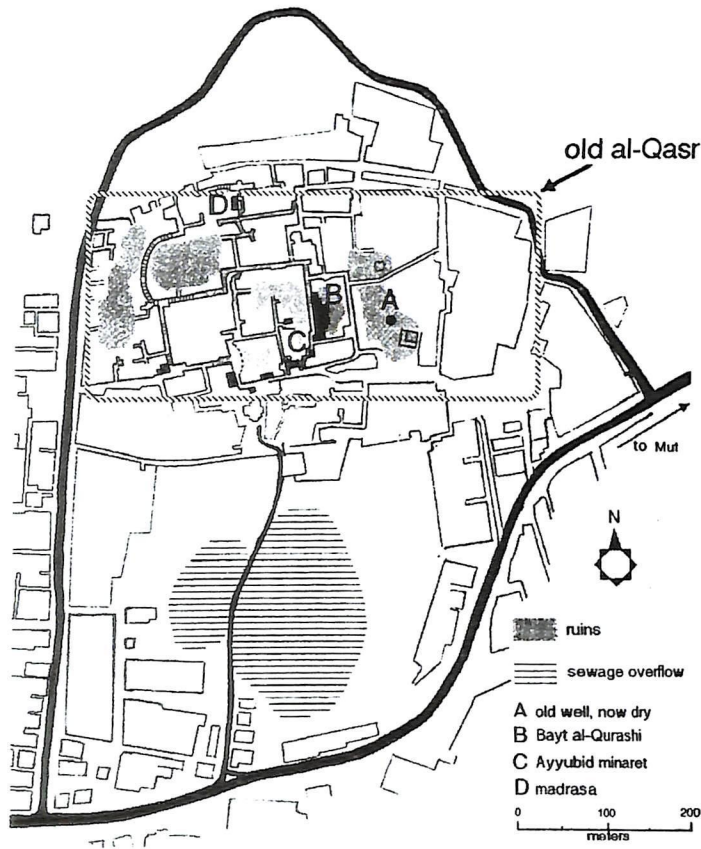 old al-Qasr
D
B
A
C
to Mut
N
ruins
sewage overflow
A old well, now dry
B Bayt al-Qurashi
C Ayyubid minaret
D madrasa
0 100 200
meters